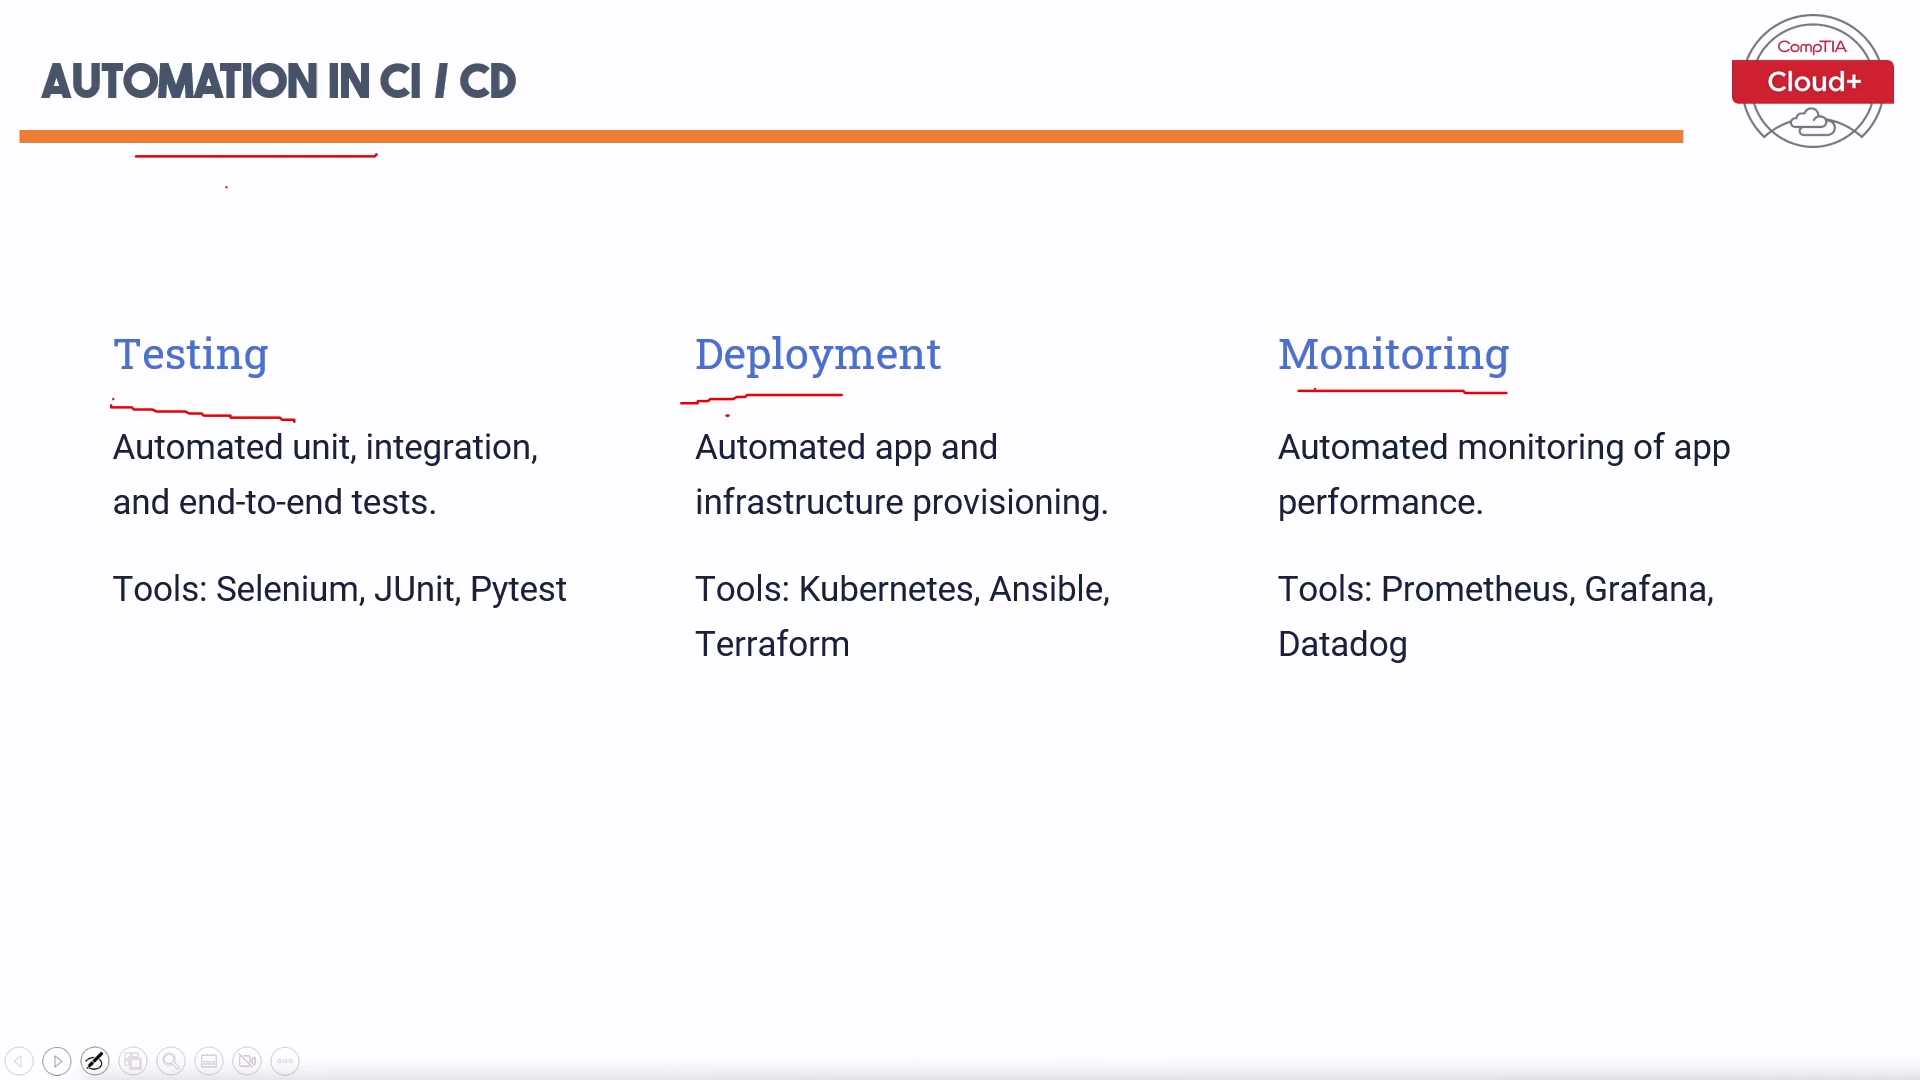 AUTOMATION IN CI / CD
CompTIA
Cloud+
Testing
Automated unit, integration,
and end-to-end tests.
Tools: Selenium, JUnit, Pytest
Deployment
Automated app and
infrastructure provisioning.
Tools: Kubernetes, Ansible,
Terraform
Monitoring
Automated monitoring of app
performance.
Tools: Prometheus, Grafana,
Datadog